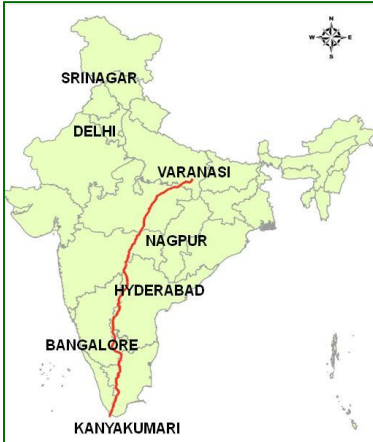 N
W E
S
SRINAGAR
DELHI
VARANASI
NAGPUR
HYDERABAD
BANGALORE
KANYAKUMARI